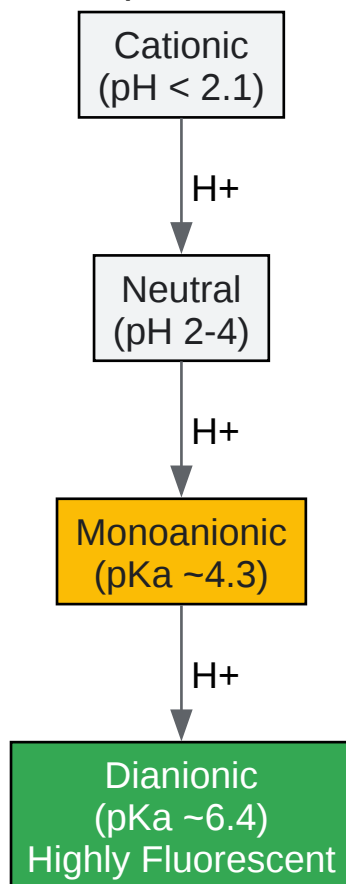 Cationic
(pH < 2.1)
H+
Neutral
(pH 2-4)
H+
Monoanionic
(pKa ~4.3)
H+
Dianionic
(pKa ~6.4)
Highly Fluorescent